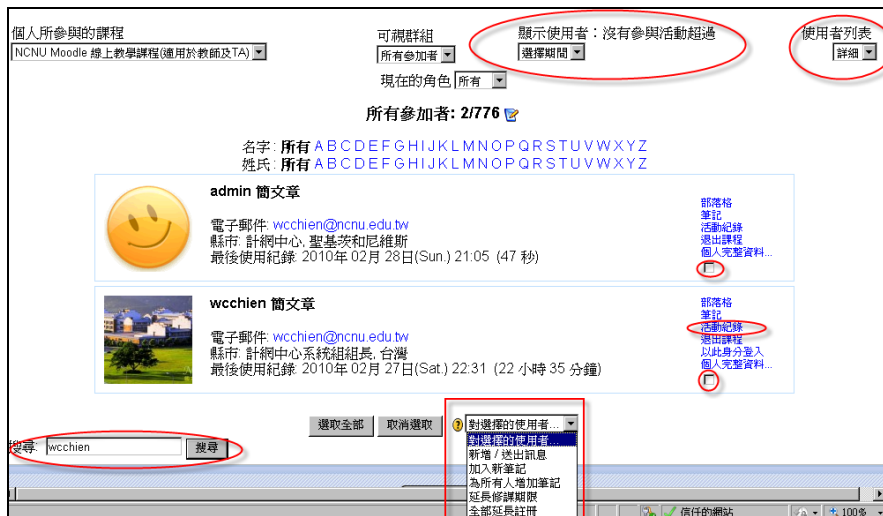 個人所參與的課程
NCNU Moodle 線上教學課程(適用於教師及TA)
可視群組
所有參加者
顯示使用者：沒有參與活動超過
選擇期間
使用者列表
詳細
現在的角色 所有
所有參加者: 2/776
名字: 所有 A B C D E F G H I J K L M N O P Q R S T U V W X Y Z
姓氏: 所有 A B C D E F G H I J K L M N O P Q R S T U V W X Y Z
admin 簡文章
電子郵件: wcchien@ncnu.edu.tw
縣市: 計網中心, 聖基茨和尼維斯
最後使用紀錄: 2010年 02月 28日(Sun.) 21:05 (47 秒)
部落格
筆記
活動紀錄
退出課程
個人完整資料...
wcchien 簡文章
電子郵件: wcchien@ncnu.edu.tw
縣市: 計網中心系統組組長, 台灣
最後使用紀錄: 2010年 02月 27日(Sat.) 22:31 (22 小時 35 分鐘)
部落格
筆記
活動紀錄
退出課程
以此身分登入
個人完整資料...
選取全部 取消選取 對選擇的使用者...
對選擇的使用者...
新增 / 送出訊息
加入新筆記
為所有人增加筆記
延長修課期限
全部延長註冊
搜尋: wcchien 搜尋
信任的網站
100%